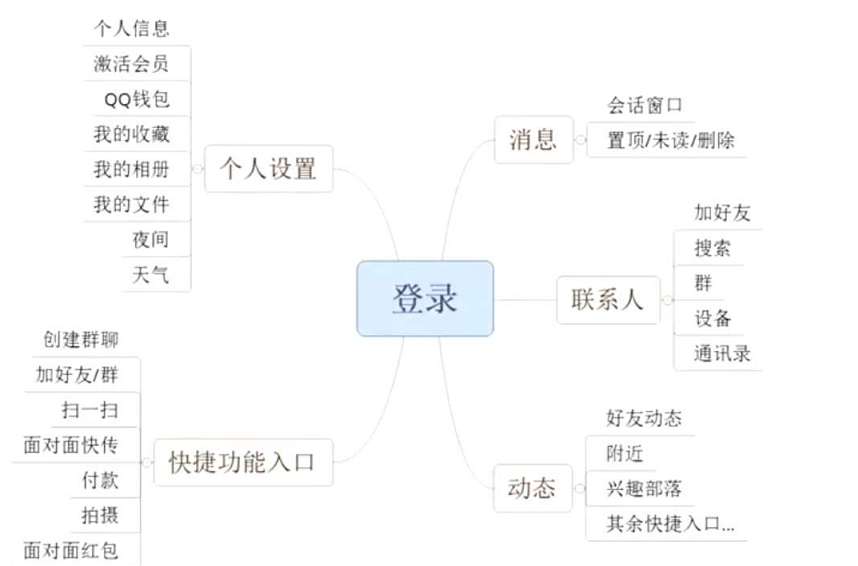 登录
个人设置
个人信息
激活会员
QQ钱包
我的收藏
我的相册
我的文件
夜间
天气
快捷功能入口
创建群聊
加好友/群
扫一扫
面对面快传
付款
拍摄
面对面红包
消息
会话窗口
置顶/未读/删除
联系人
加好友
搜索
群
设备
通讯录
动态
好友动态
附近
兴趣部落
其余快捷入口...